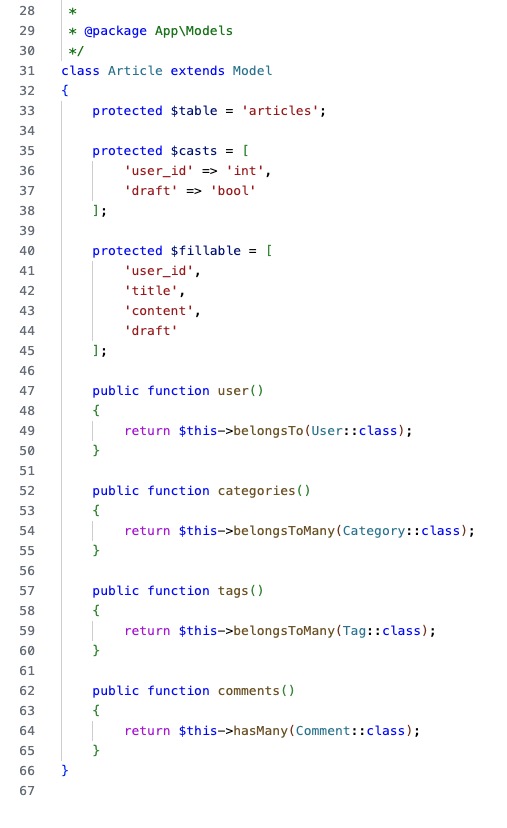 28  *
29  * @package App\Models
30  */
31 class Article extends Model
32 {
33     protected $table = 'articles';
34
35     protected $casts = [
36         'user_id' => 'int',
37         'draft' => 'bool'
38     ];
39
40     protected $fillable = [
41         'user_id',
42         'title',
43         'content',
44         'draft'
45     ];
46
47     public function user()
48     {
49         return $this->belongsTo(User::class);
50     }
51
52     public function categories()
53     {
54         return $this->belongsToMany(Category::class);
55     }
56
57     public function tags()
58     {
59         return $this->belongsToMany(Tag::class);
60     }
61
62     public function comments()
63     {
64         return $this->hasMany(Comment::class);
65     }
66 }
67